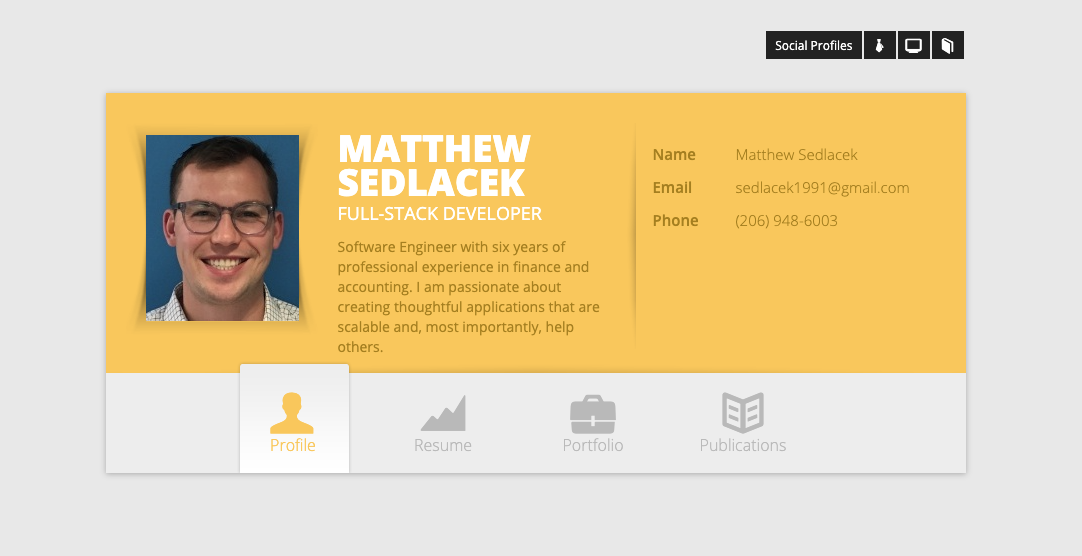 Social Profiles
MATTHEW
SEDLACEK
FULL-STACK DEVELOPER
Software Engineer with six years of
professional experience in finance and
accounting. I am passionate about
creating thoughtful applications that are
scalable and, most importantly, help
others.
Name Matthew Sedlacek
Email sedlacek1991@gmail.com
Phone (206) 948-6003
Profile
Resume
Portfolio
Publications